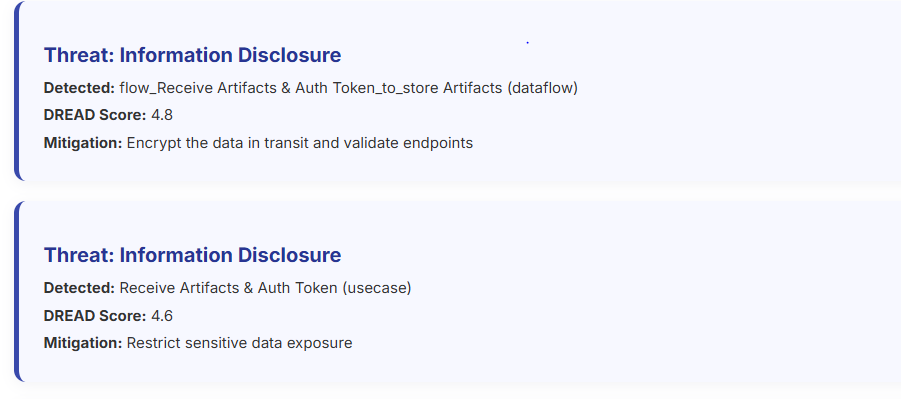 Threat: Information Disclosure
Detected: flow_Receive Artifacts & Auth Token_to_store Artifacts (dataflow)
DREAD Score: 4.8
Mitigation: Encrypt the data in transit and validate endpoints
Threat: Information Disclosure
Detected: Receive Artifacts & Auth Token (usecase)
DREAD Score: 4.6
Mitigation: Restrict sensitive data exposure